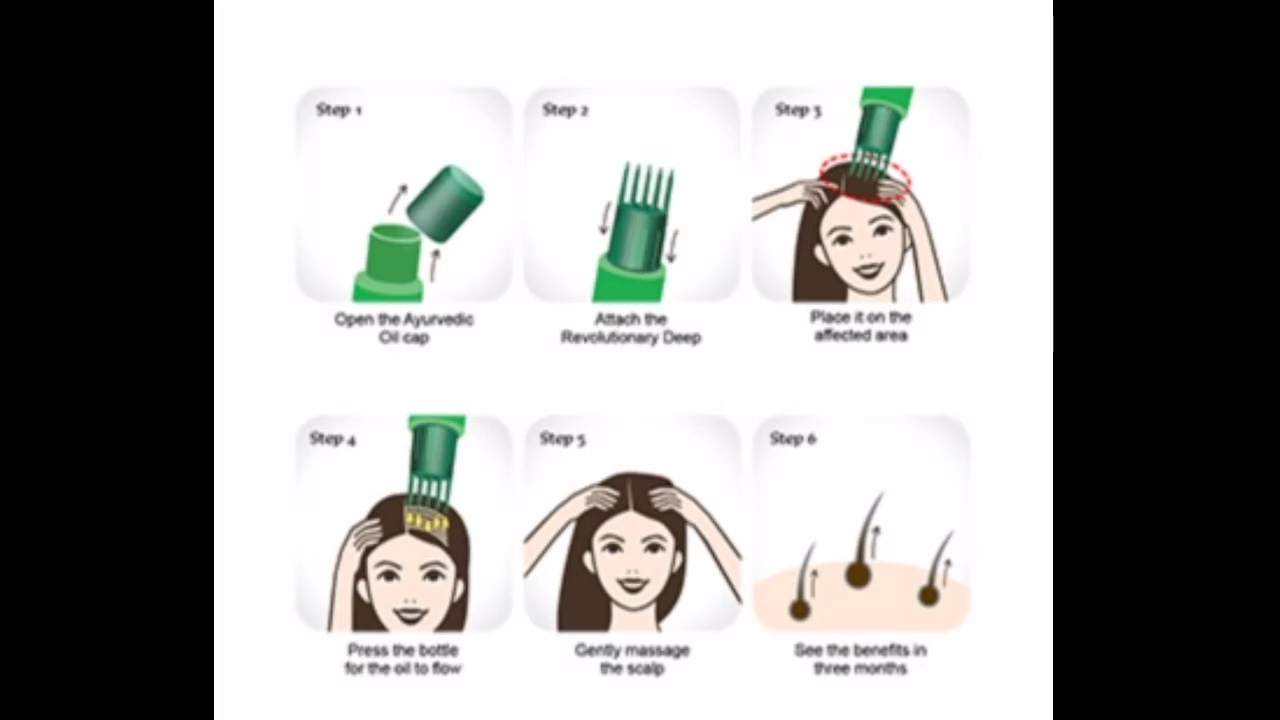 Step 1
Open the Ayurvedic
Oil cap
Step 2
Attach the
Revolutionary Deep
Step 3
Place it on the
affected area
Step 4
Press the bottle
for the oil to flow
Step 5
Gently massage
the scalp
Step 6
See the benefits in
three months